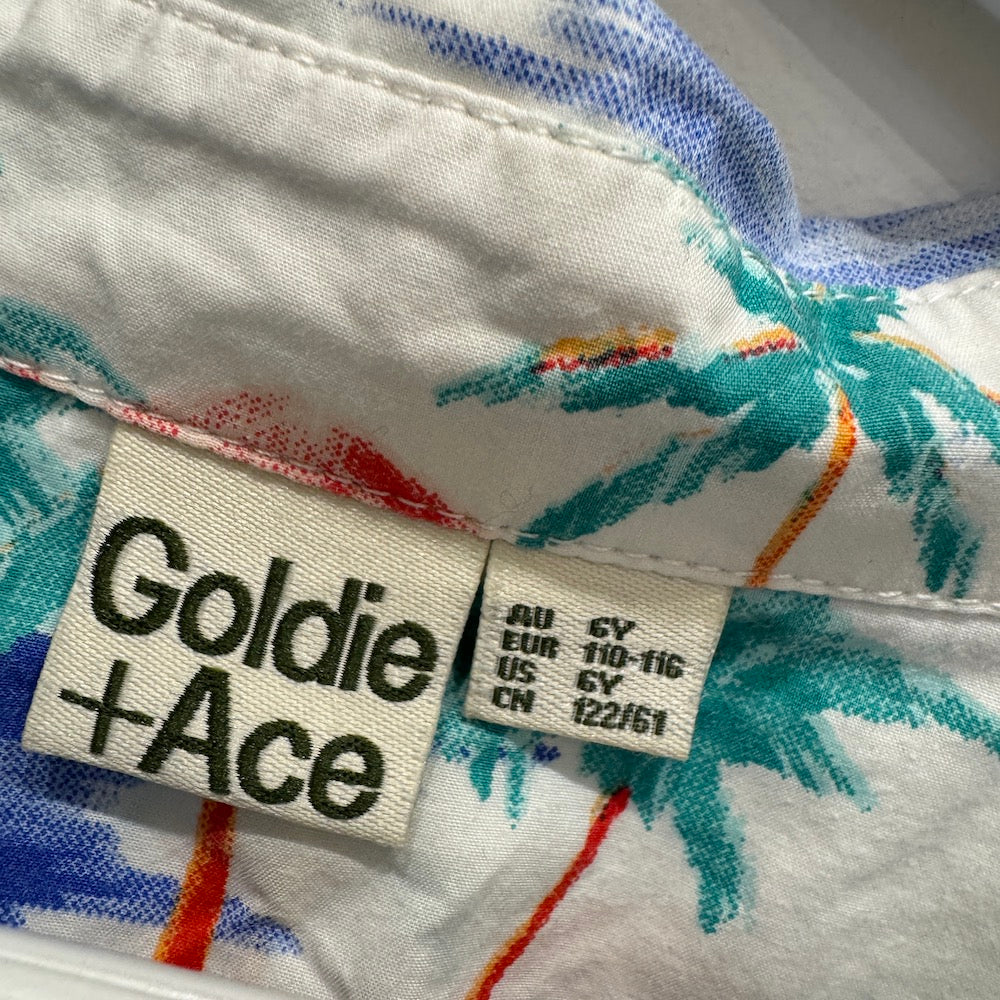 Goldie
+Ace
AU 6Y
EUR 110-116
US 6Y
CN 122/61